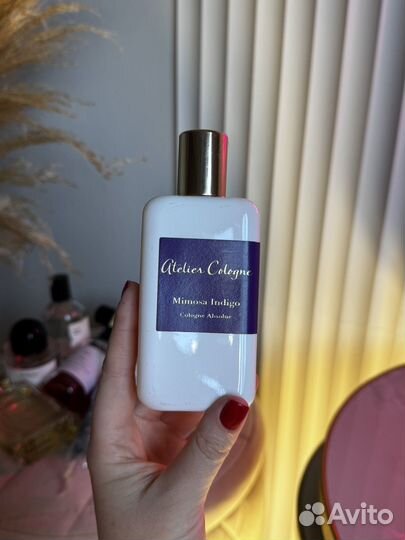 Atelier Cologne
Mimosa Indigo
Cologne Absolue
Avito